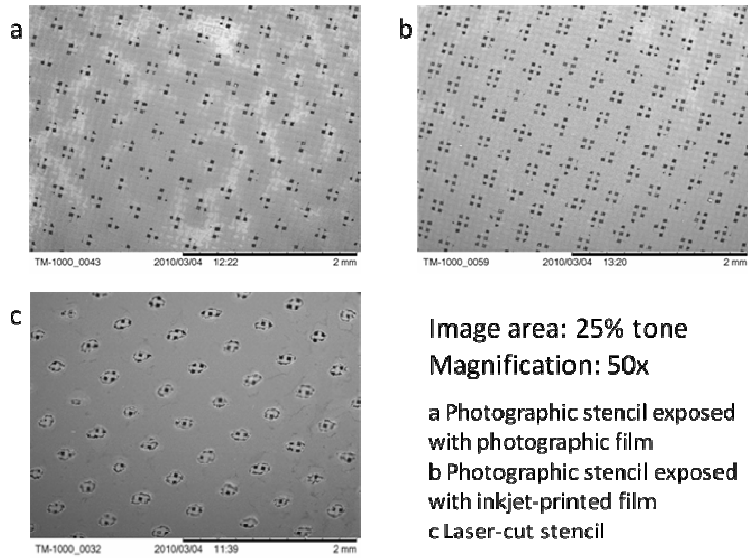 a
b
TM-1000_0043 2010/03/04 12:22 2 mm
TM-1000_0059 2010/03/04 13:20 2 mm
c
Image area: 25% tone
Magnification: 50x
a Photographic stencil exposed
with photographic film
b Photographic stencil exposed
with inkjet-printed film
c Laser-cut stencil
TM-1000_0032 2010/03/04 11:39 2 mm